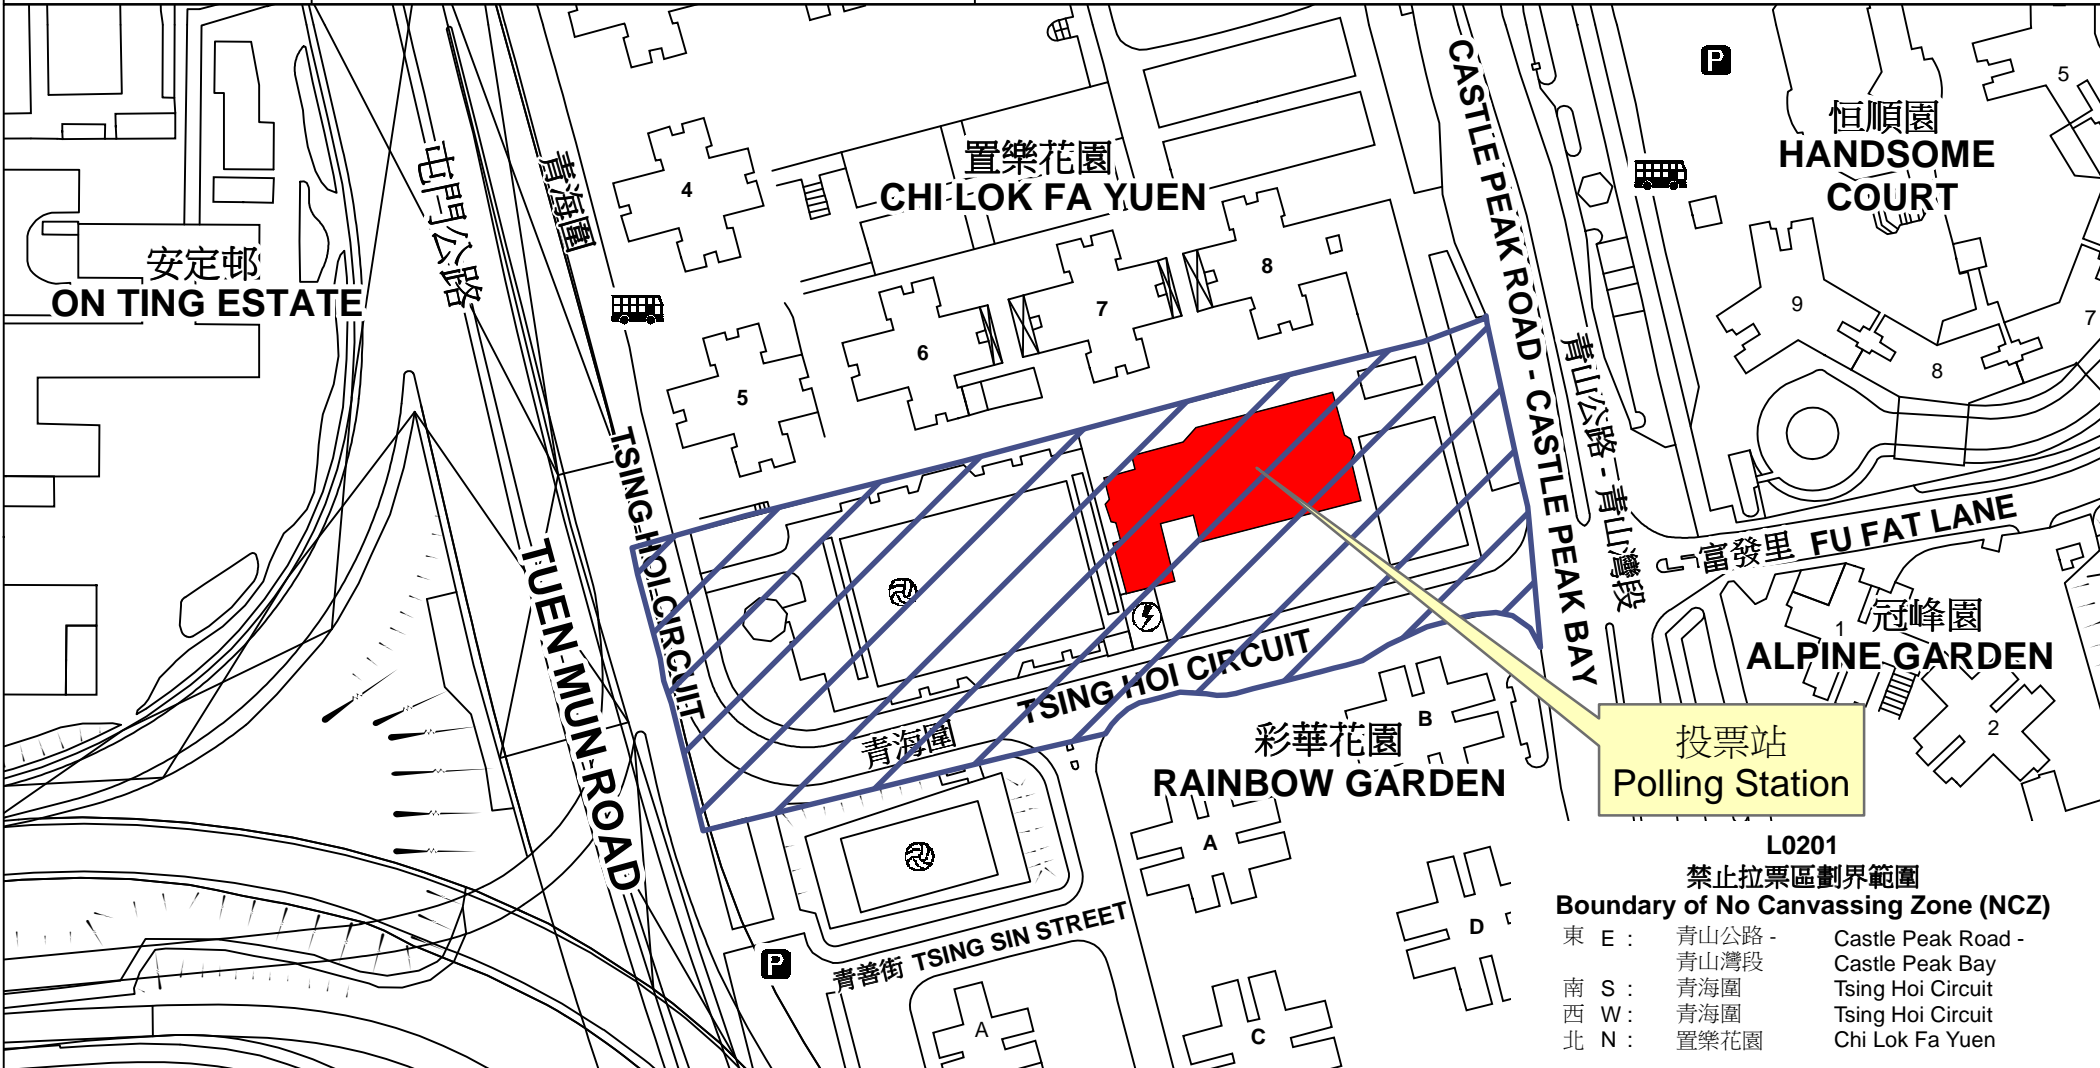 P
5
恒順園
HANDSOME
COURT
CASTLE PEAK ROAD - CASTLE PEAK BAY
青山公路 - 青山灣段
置樂花園
CHI LOK FA YUEN
屯門公路
青海圍
4
安定邨
ON TING ESTATE
8
7
6
5
9
7
8
TSING HOI CIRCUIT
TUEN MUN ROAD
富發里 FU FAT LANE
冠峰園
ALPINE GARDEN
1
2
TSING HOI CIRCUIT
青海圍
彩華花園
RAINBOW GARDEN
B
A
D
C
A
投票站
Polling Station
青善街 TSING SIN STREET
P
L0201
禁止拉票區劃界範圍
Boundary of No Canvassing Zone (NCZ)
東 E : 青山公路 - Castle Peak Road -
青山灣段 Castle Peak Bay
南 S : 青海圍 Tsing Hoi Circuit
西 W : 青海圍 Tsing Hoi Circuit
北 N : 置樂花園 Chi Lok Fa Yuen